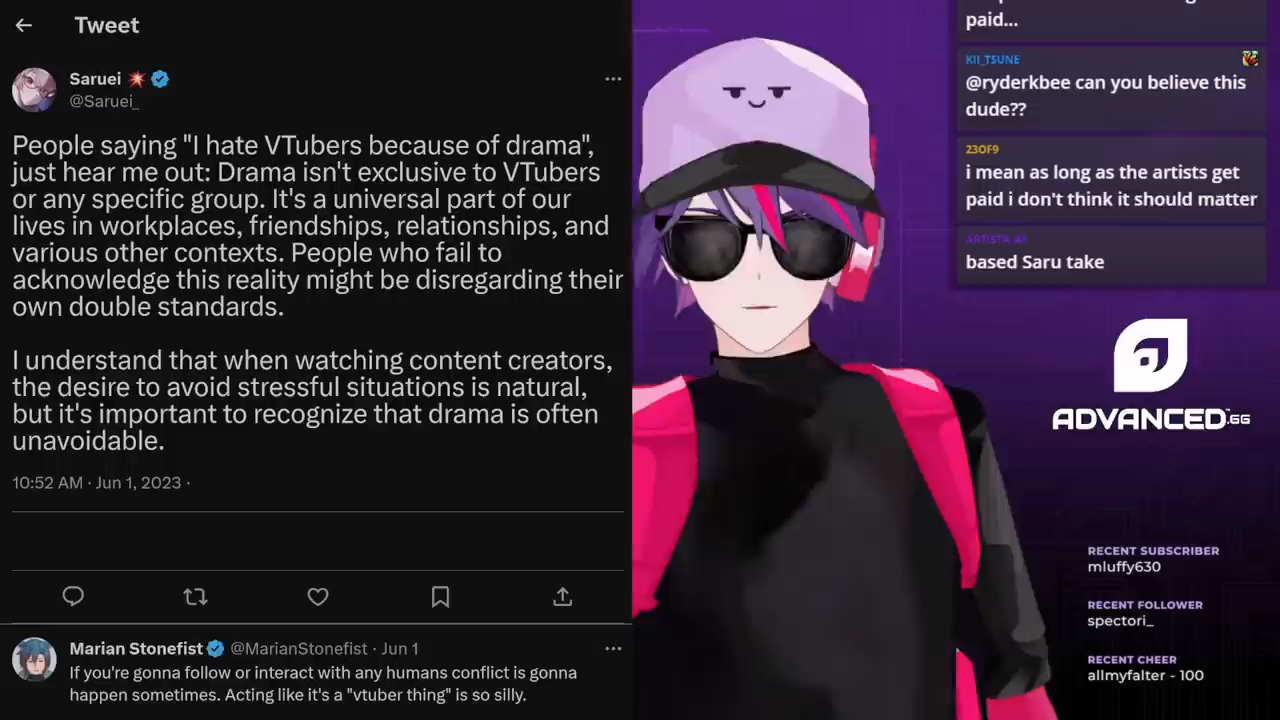 Tweet
Saruei 💥
@Saruei_
People saying "I hate VTubers because of drama",
just hear me out: Drama isn't exclusive to VTubers
or any specific group. It's a universal part of our
lives in workplaces, friendships, relationships, and
various other contexts. People who fail to
acknowledge this reality might be disregarding their
own double standards.
I understand that when watching content creators,
the desire to avoid stressful situations is natural,
but it's important to recognize that drama is often
unavoidable.
10:52 AM · Jun 1, 2023 ·
Marian Stonefist @MarianStonefist · Jun 1
If you're gonna follow or interact with any humans conflict is gonna
happen sometimes. Acting like it's a "vtuber thing" is so silly.
paid...
KII_TSUNE
@ryderkbee can you believe this
dude??
23OF9
i mean as long as the artists get
paid i don't think it should matter
based Saru take
ADVANCED.GG
RECENT SUBSCRIBER
mluffy630
RECENT FOLLOWER
spectori_
RECENT CHEER
allmyfalter - 100